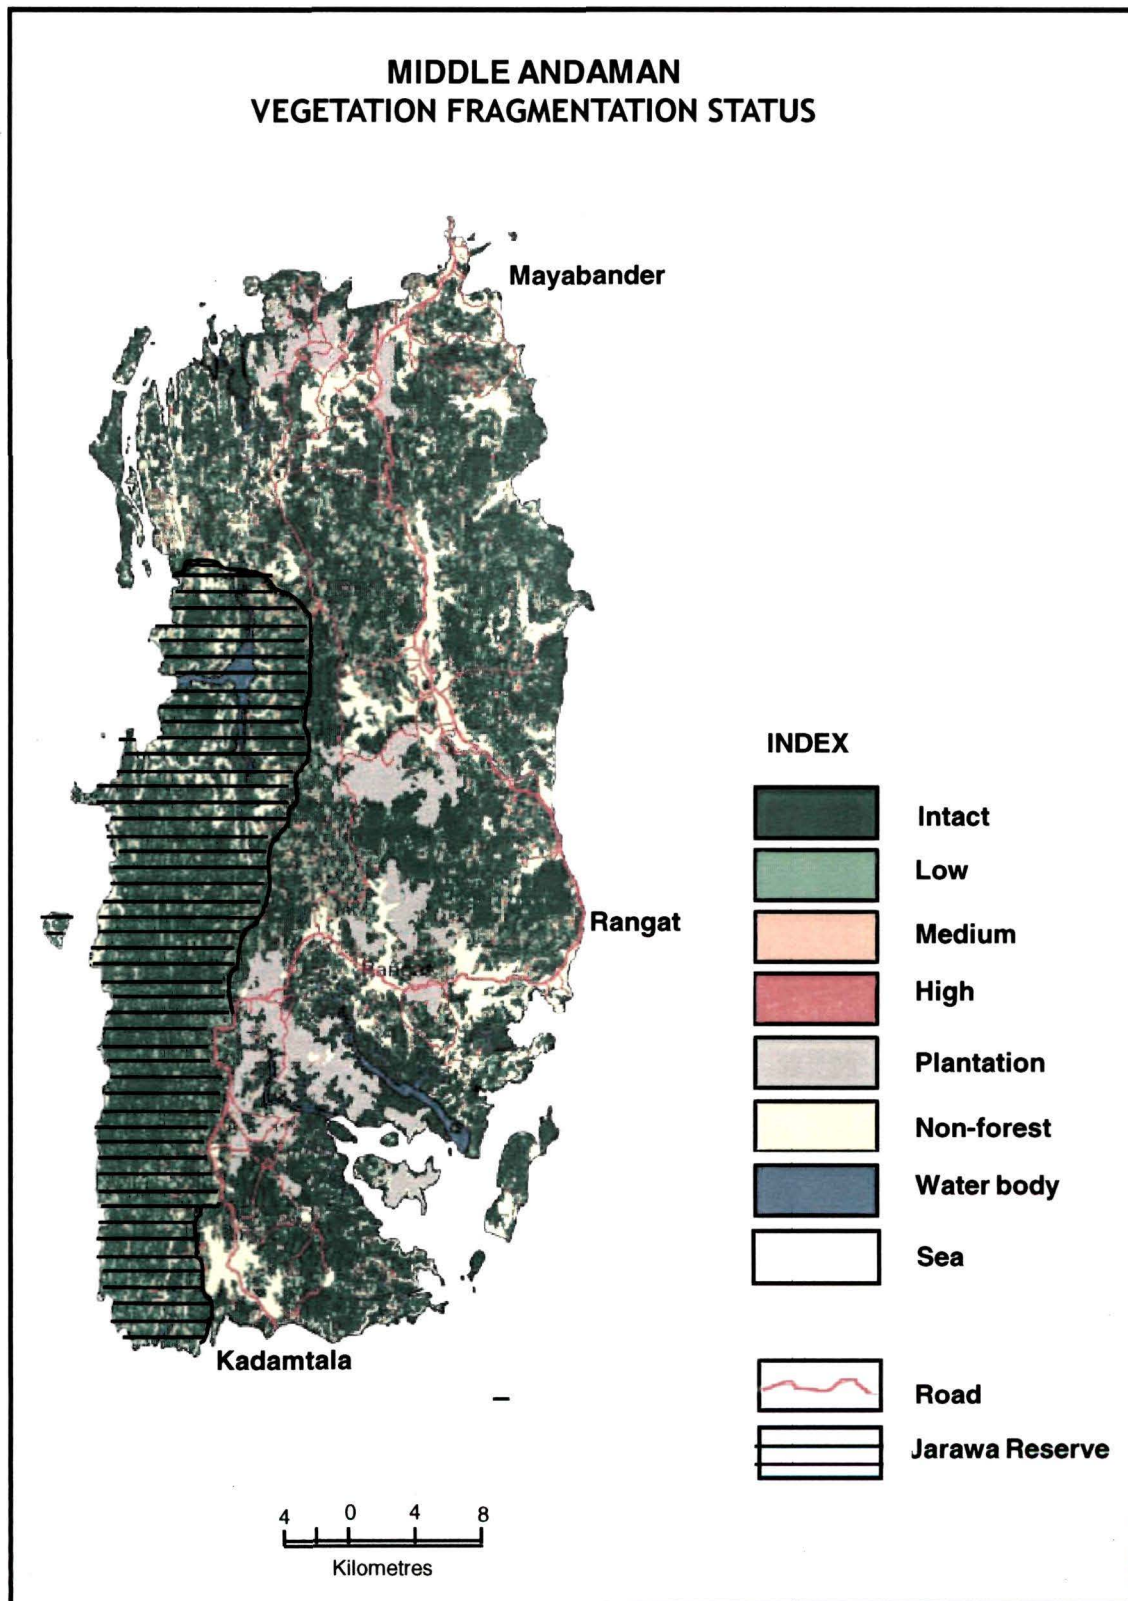 MIDDLE ANDAMAN
VEGETATION FRAGMENTATION STATUS
Mayabander
Rangat
Rangat
Kadamtala
INDEX
Intact
Low
Medium
High
Plantation
Non-forest
Water body
Sea
Road
Jarawa Reserve
4 0 4 8
Kilometres